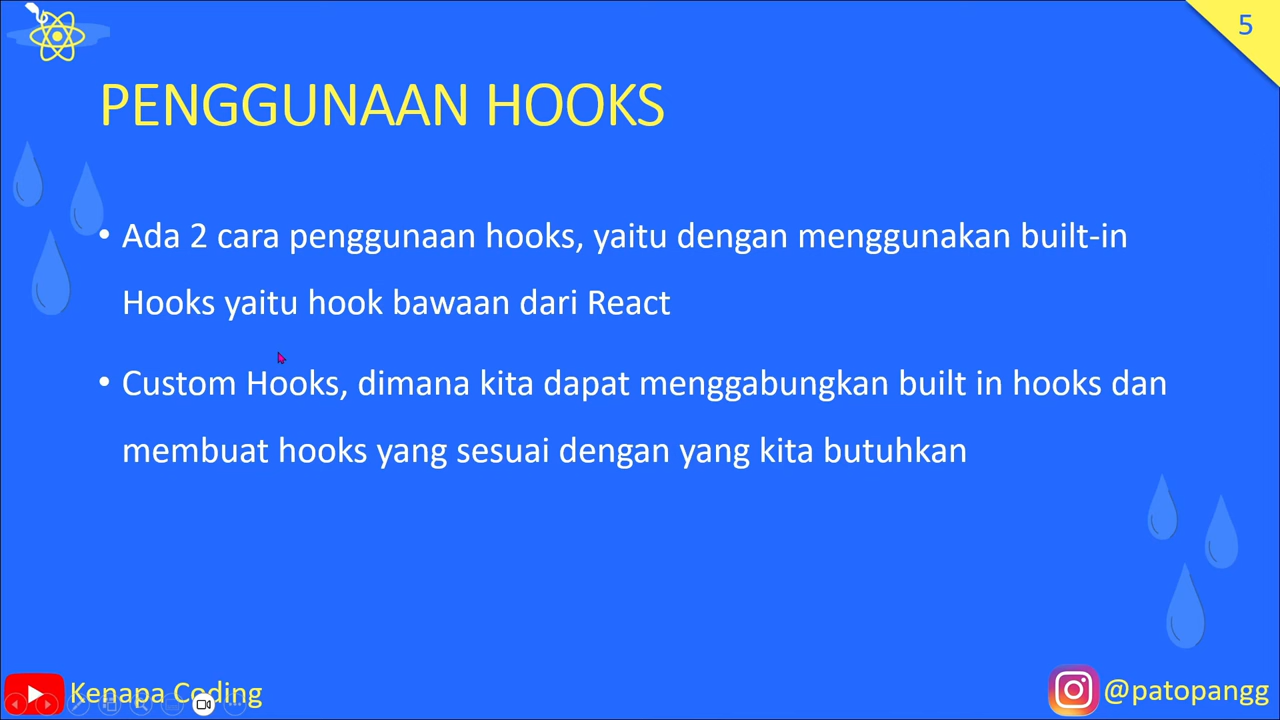 5
PENGGUNAAN HOOKS
• Ada 2 cara penggunaan hooks, yaitu dengan menggunakan built-in
Hooks yaitu hook bawaan dari React
• Custom Hooks, dimana kita dapat menggabungkan built in hooks dan
membuat hooks yang sesuai dengan yang kita butuhkan
Kenapa Coding
@patopangg